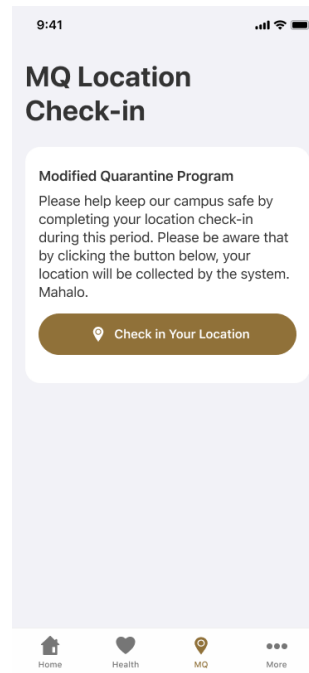 9:41
MQ Location
Check-in
Modified Quarantine Program
Please help keep our campus safe by
completing your location check-in
during this period. Please be aware that
by clicking the button below, your
location will be collected by the system.
Mahalo.
Check in Your Location
Home Health MQ More